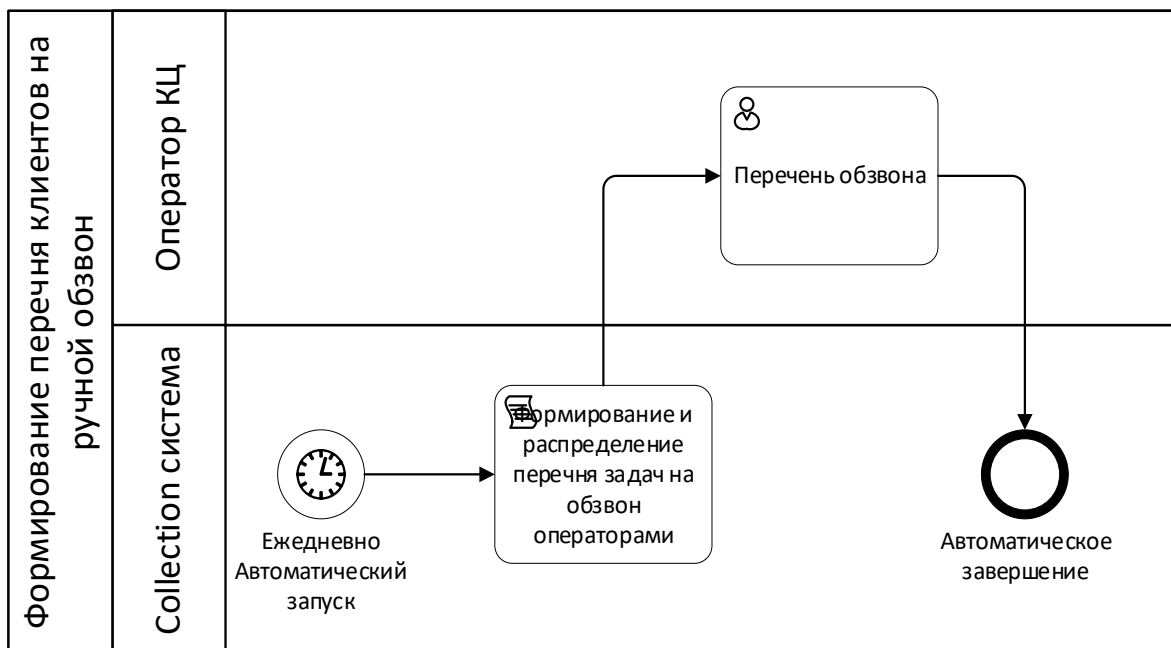 Формирование перечня клиентов на
ручной обзвон
Оператор КЦ
Перечень обзвона
Collection система
Ежедневно
Автоматический
запуск
Формирование и
распределение
перечня задач на
обзвон
операторами
Автоматическое
завершение